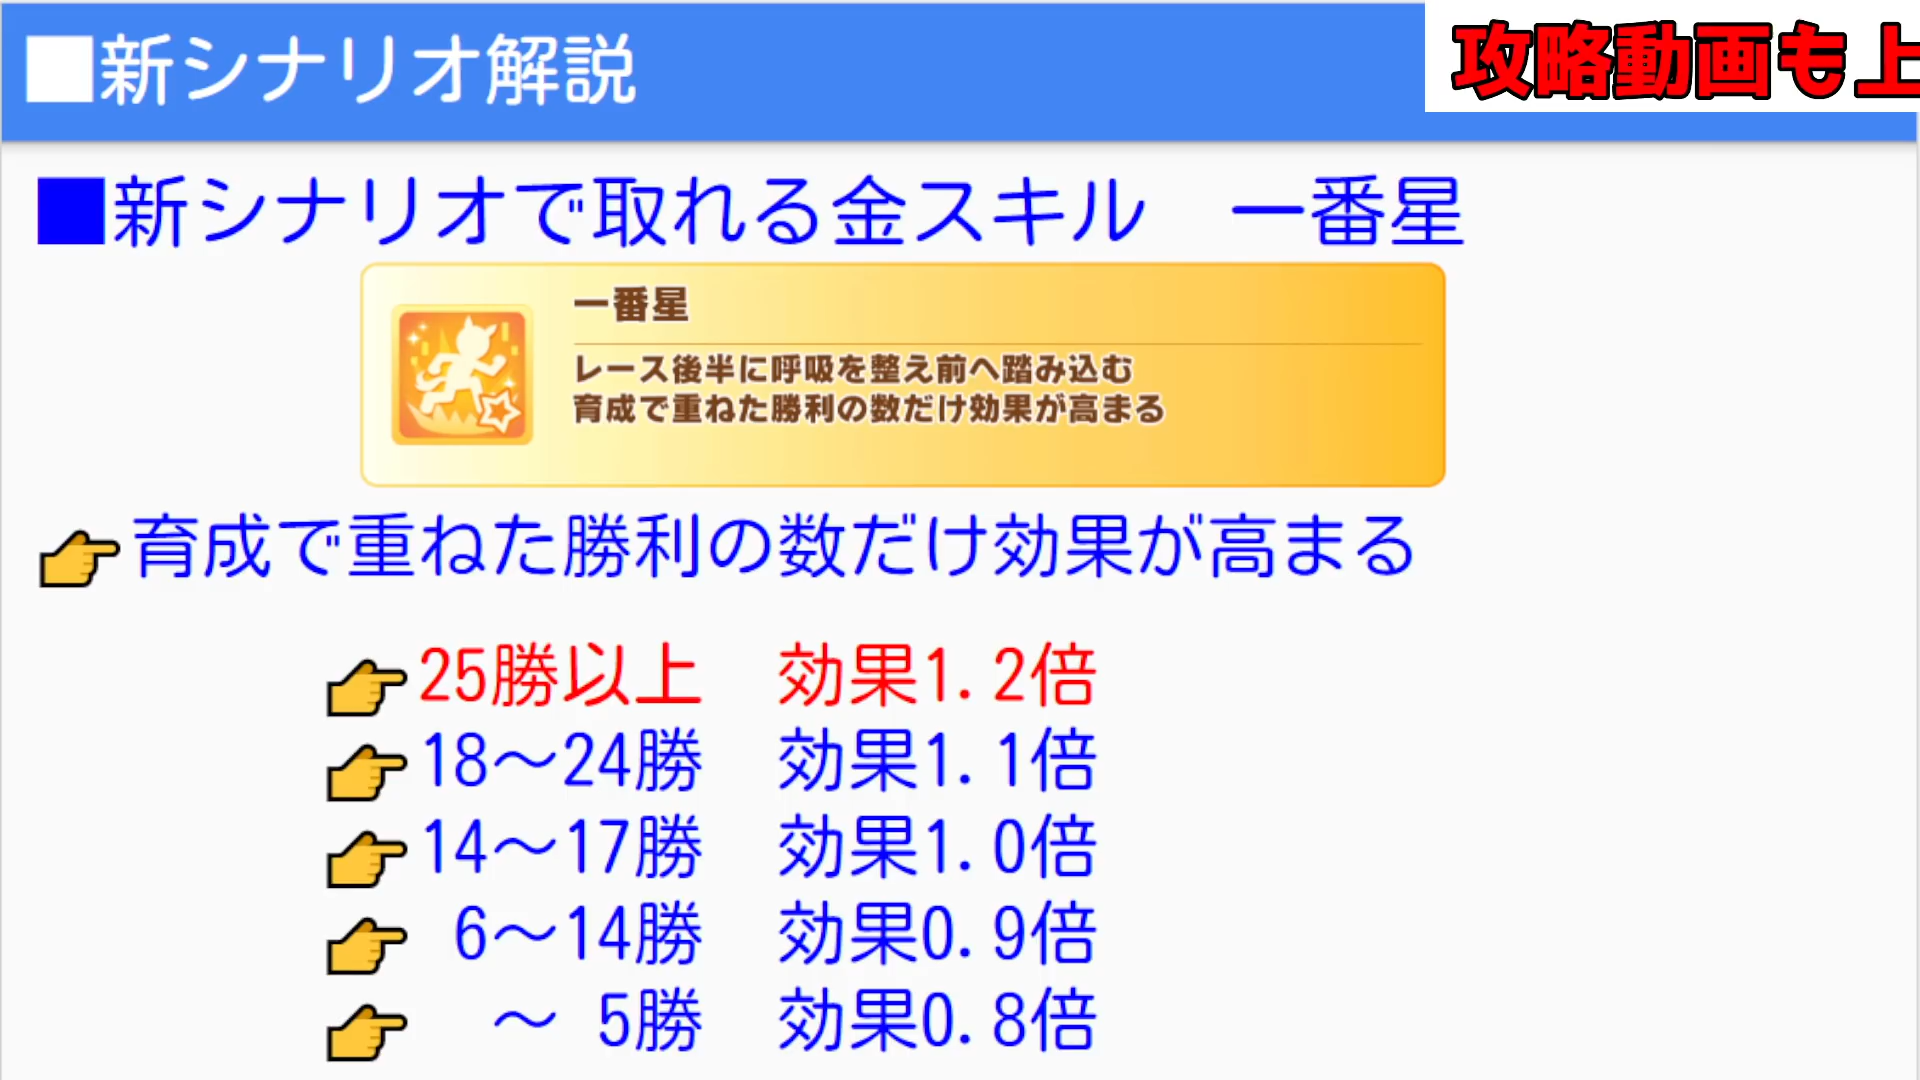 ■新シナリオ解説
攻略動画も上
■新シナリオで取れる金スキル　一番星
一番星
レース後半に呼吸を整え前へ踏み込む
育成で重ねた勝利の数だけ効果が高まる
👉育成で重ねた勝利の数だけ効果が高まる
👉25勝以上　効果1.2倍
👉18～24勝　効果1.1倍
👉14～17勝　効果1.0倍
👉 6～14勝　効果0.9倍
👉　～ 5勝　効果0.8倍